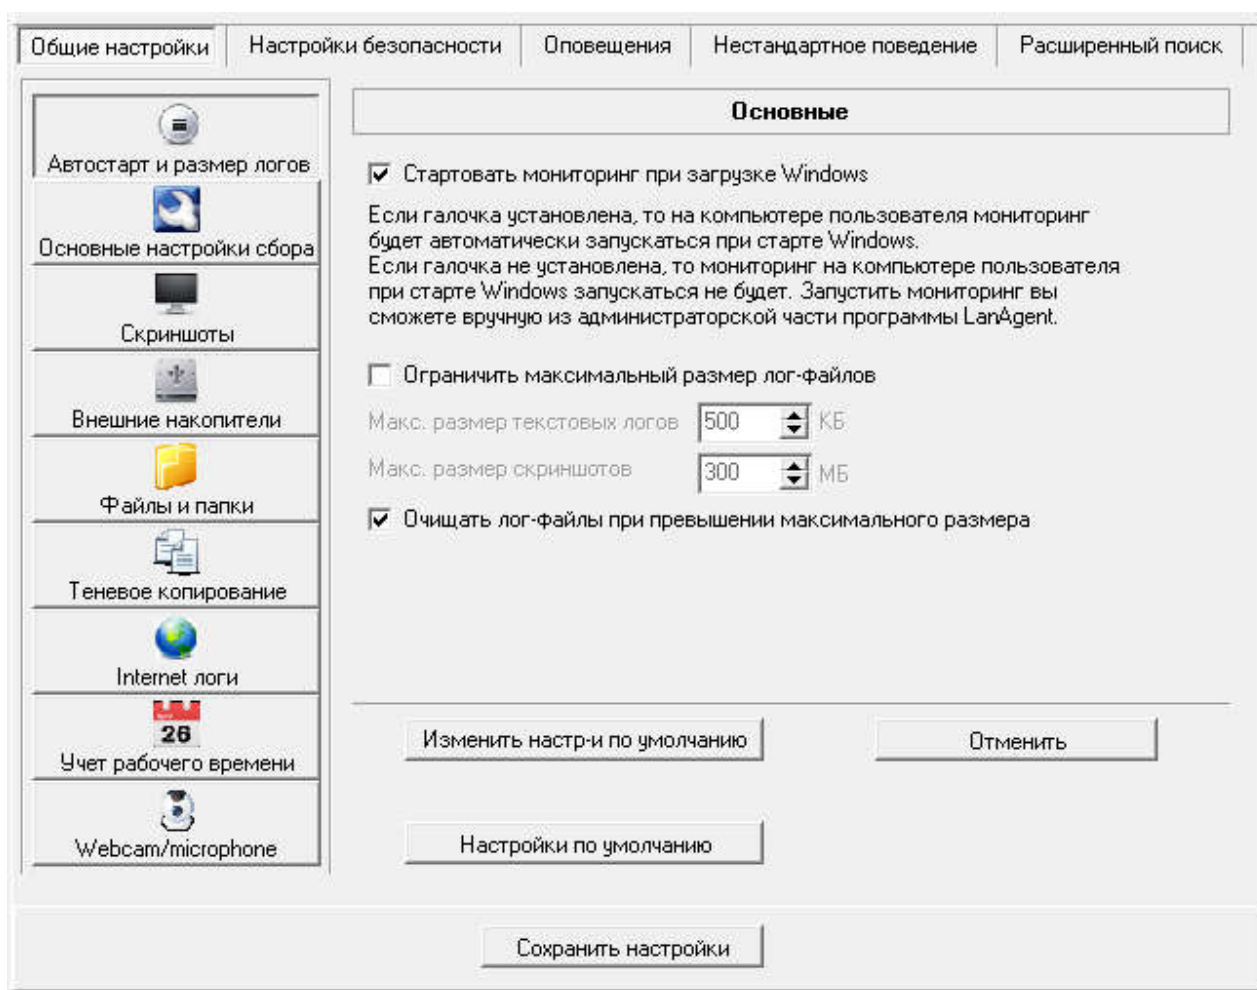 Общие настройки
Настройки безопасности
Оповещения
Нестандартное поведение
Расширенный поиск
Автостарт и размер логов
Основные настройки сбора
Скриншоты
Внешние накопители
Файлы и папки
Теневое копирование
Internet логи
26
Учет рабочего времени
Webcam/microphone
Основные
Стартовать мониторинг при загрузке Windows
Если галочка установлена, то на компьютере пользователя мониторинг
будет автоматически запускаться при старте Windows.
Если галочка не установлена, то мониторинг на компьютере пользователя
при старте Windows запускаться не будет. Запустить мониторинг вы
сможете вручную из администраторской части программы LanAgent.
Ограничить максимальный размер лог-файлов
Макс. размер текстовых логов 500 КБ
Макс. размер скриншотов 300 МБ
Очищать лог-файлы при превышении максимального размера
Изменить настр-и по умолчанию
Отменить
Настройки по умолчанию
Сохранить настройки